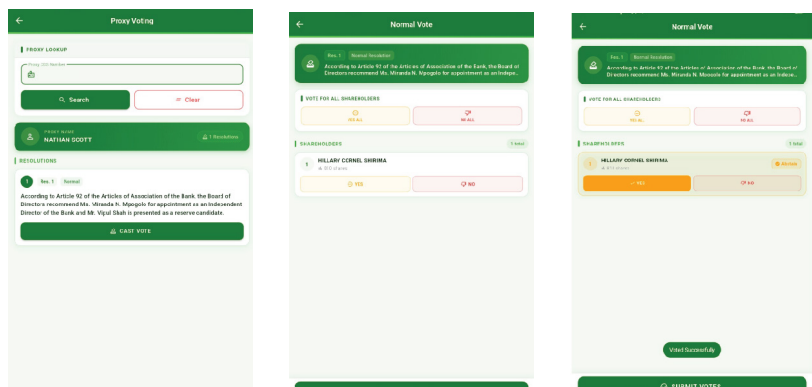 Proxy Voting
PROXY LOOKUP
Search
Clear
PROXY NAME
NATHAN SCOTT
1 Resolutions
RESOLUTIONS
1
Res. 1
Normal
According to Article 92 of the Articles of Association of the Bank, the Board of
Directors recommend Ms. Miranda N. Mpogolo for appointment as an Independent
Director of the Bank and Mr. Vipul Shah is presented as a reserve candidate.
CAST VOTE
Normal Vote
Res. 1
Normal Resolution
According to Article 92 of the Articles of Association of the Bank, the Board of
Directors recommend Ms. Miranda N. Mpogolo for appointment as an Indepe...
VOTE FOR ALL SHAREHOLDERS
YES ALL
NO ALL
SHAREHOLDERS
1 total
1
HILLARY CORNEL SHIRIMA
YES
NO
Normal Vote
Res. 1
Normal Resolution
According to Article 92 of the Articles of Association of the Bank, the Board of
Directors recommend Ms. Miranda N. Mpogolo for appointment as an Indepe...
VOTE FOR ALL SHAREHOLDERS
YES ALL
NO ALL
SHAREHOLDERS
1 total
1
HILLARY CORNEL SHIRIMA
YES
NO
Voted Successfully
SUBMIT VOTES